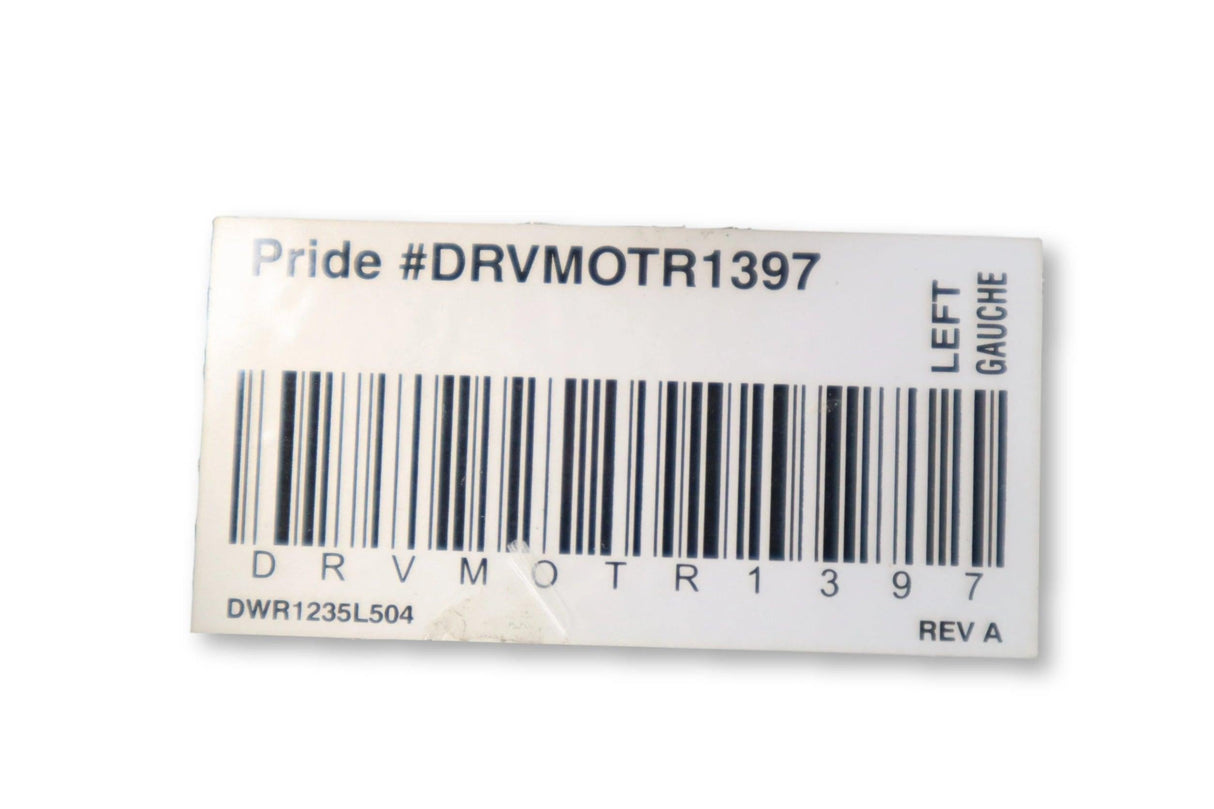 Pride #DRVMOTR1397
LEFT
GAUCHE
D R V M O T R 1 3 9 7
DWR1235L504
REV A